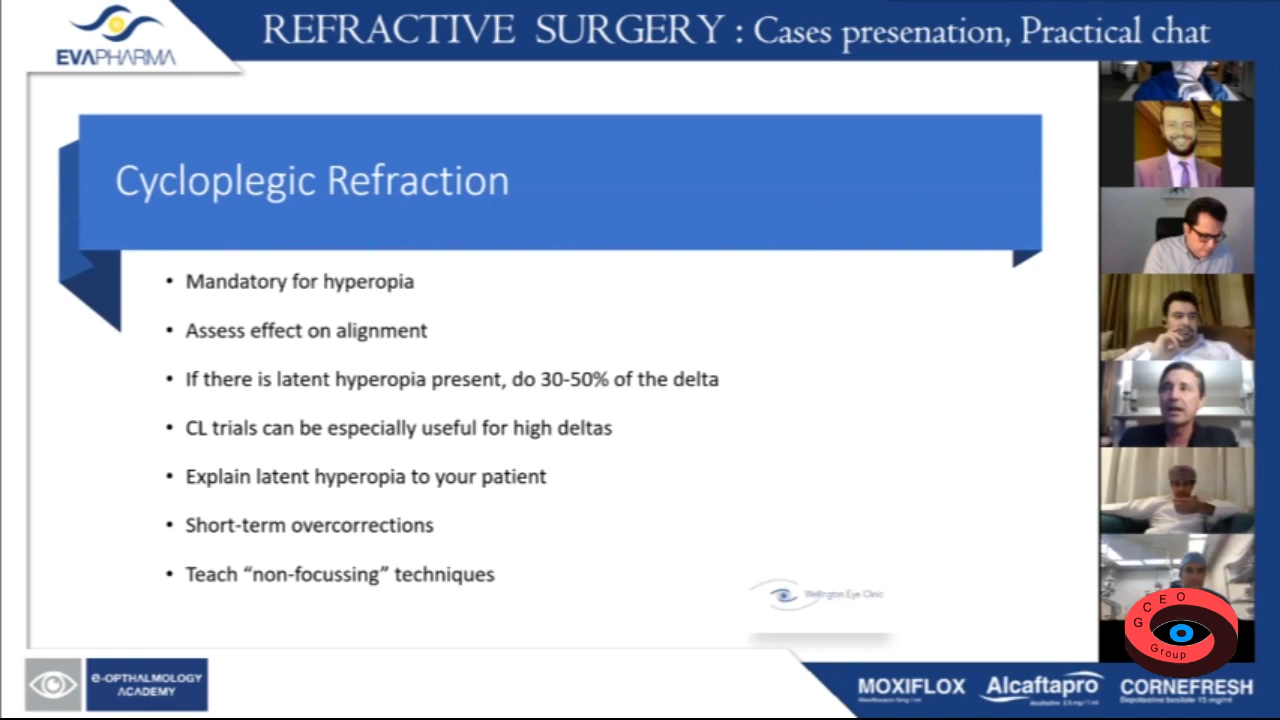 REFRACTIVE SURGERY : Cases presenation, Practical chat
EVAPHARMA
Cycloplegic Refraction
• Mandatory for hyperopia
• Assess effect on alignment
• If there is latent hyperopia present, do 30-50% of the delta
• CL trials can be especially useful for high deltas
• Explain latent hyperopia to your patient
• Short-term overcorrections
• Teach “non-focussing” techniques
Wellington Eye Clinic
GCEO
Group
e-OPTHALMOLOGY
ACADEMY
MOXIFLOX Alcaftapro CORNEFRESH